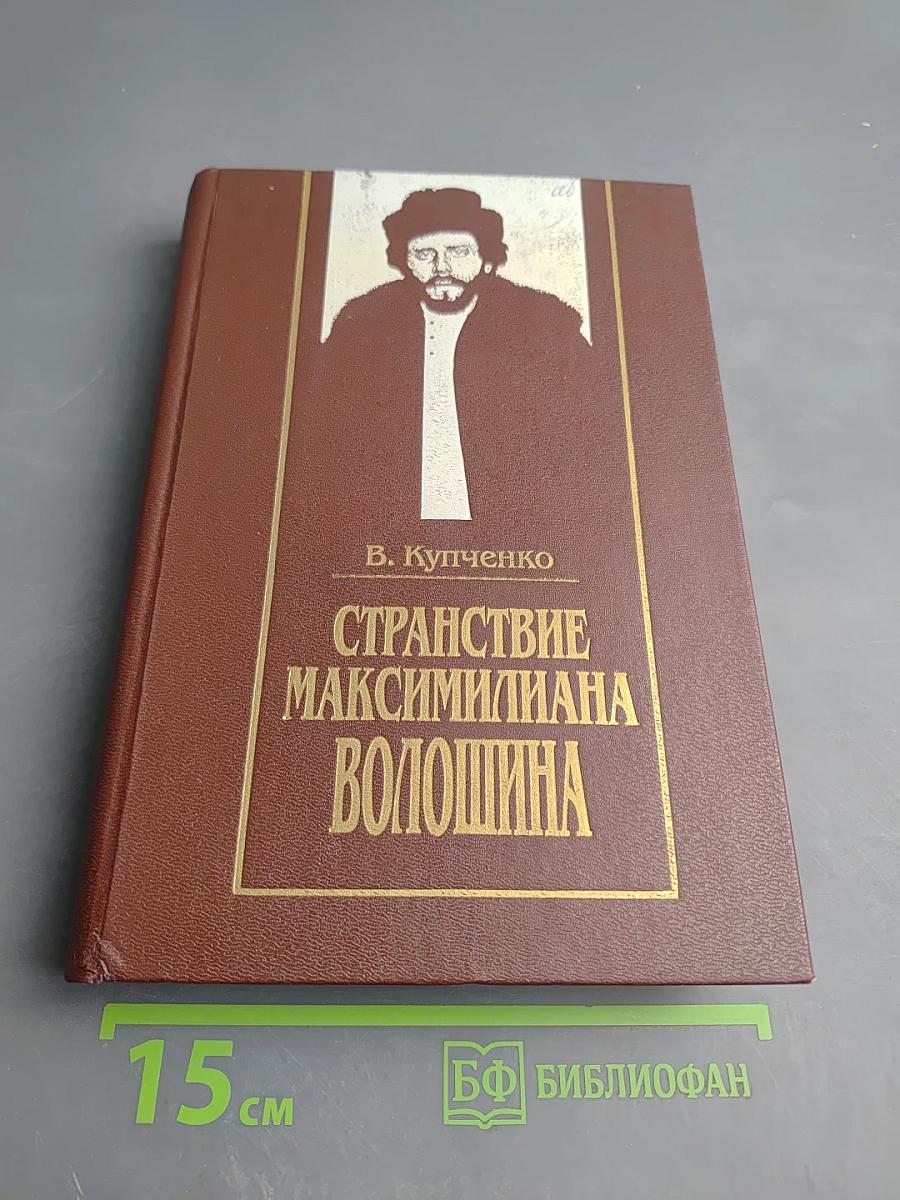 В. Купченко
СТРАНСТВИЕ
МАКСИМИЛИАНА
ВОЛОШИНА
15 см
БФ БИБЛИОФАН